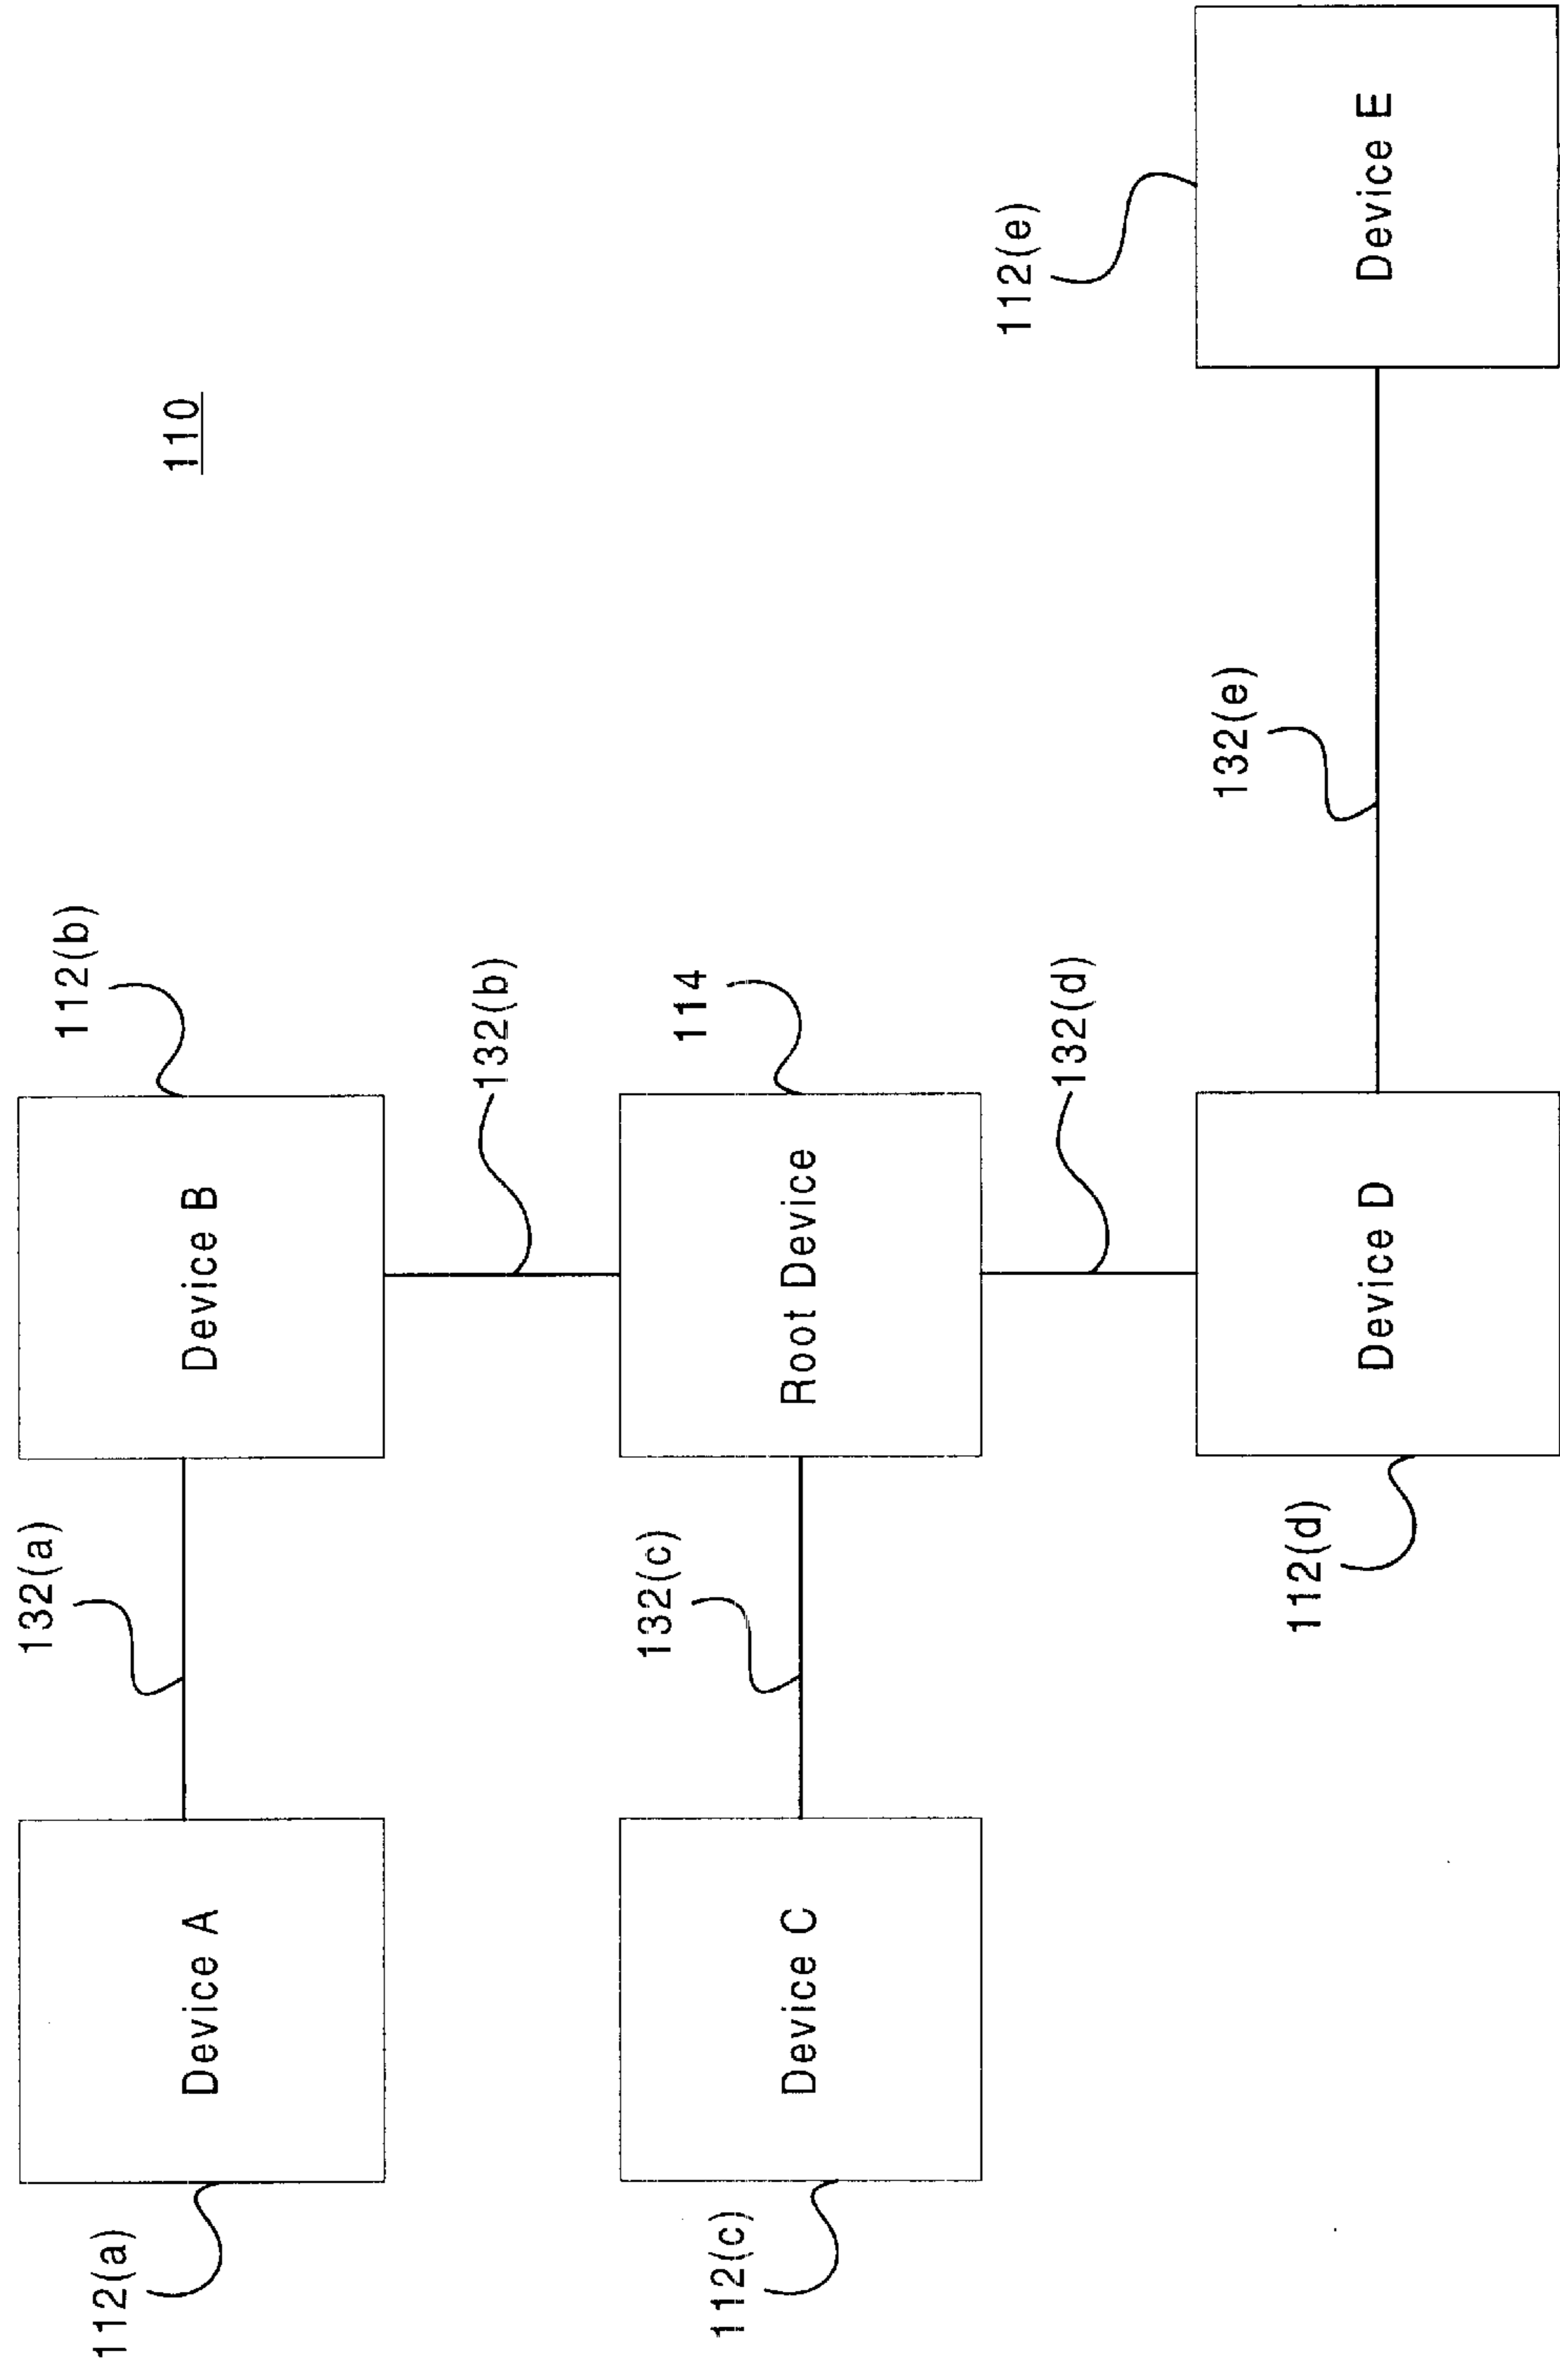 110
112(a)
Device A
132(a)
Device B
112(b)
132(b)
112(c)
Device C
132(c)
Root Device
114
132(d)
112(d)
Device D
132(e)
112(e)
Device E